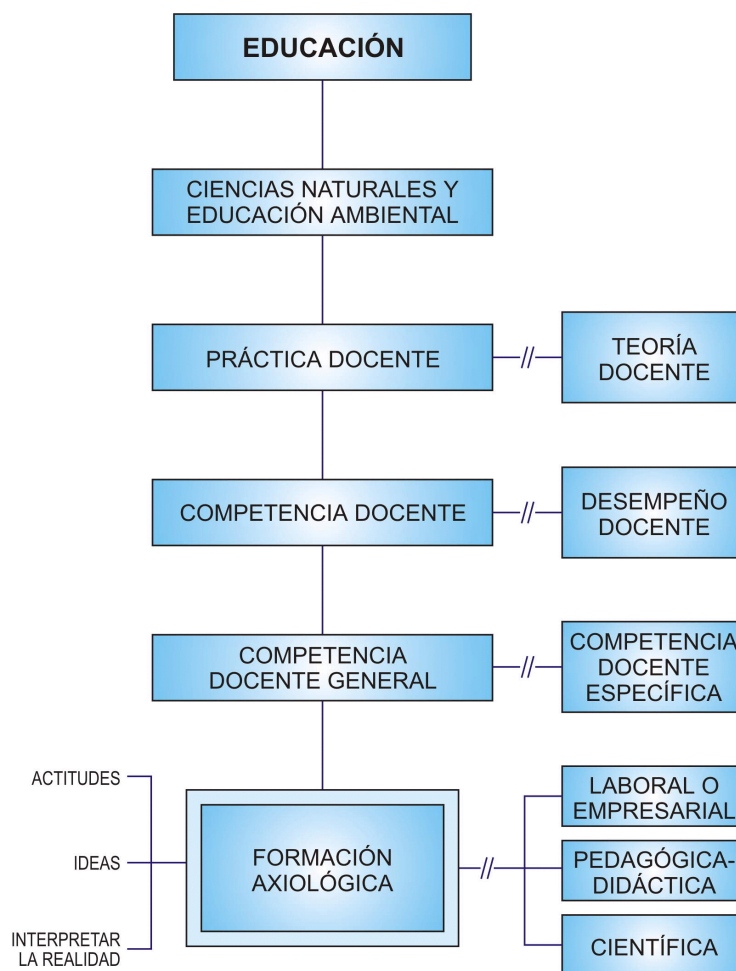 EDUCACIÓN
CIENCIAS NATURALES Y
EDUCACIÓN AMBIENTAL
PRÁCTICA DOCENTE
TEORÍA
DOCENTE
COMPETENCIA DOCENTE
DESEMPEÑO
DOCENTE
COMPETENCIA
DOCENTE GENERAL
COMPETENCIA
DOCENTE
ESPECÍFICA
ACTITUDES
IDEAS
INTERPRETAR
LA REALIDAD
FORMACIÓN
AXIOLÓGICA
LABORAL O
EMPRESARIAL
PEDAGÓGICA-
DIDÁCTICA
CIENTÍFICA